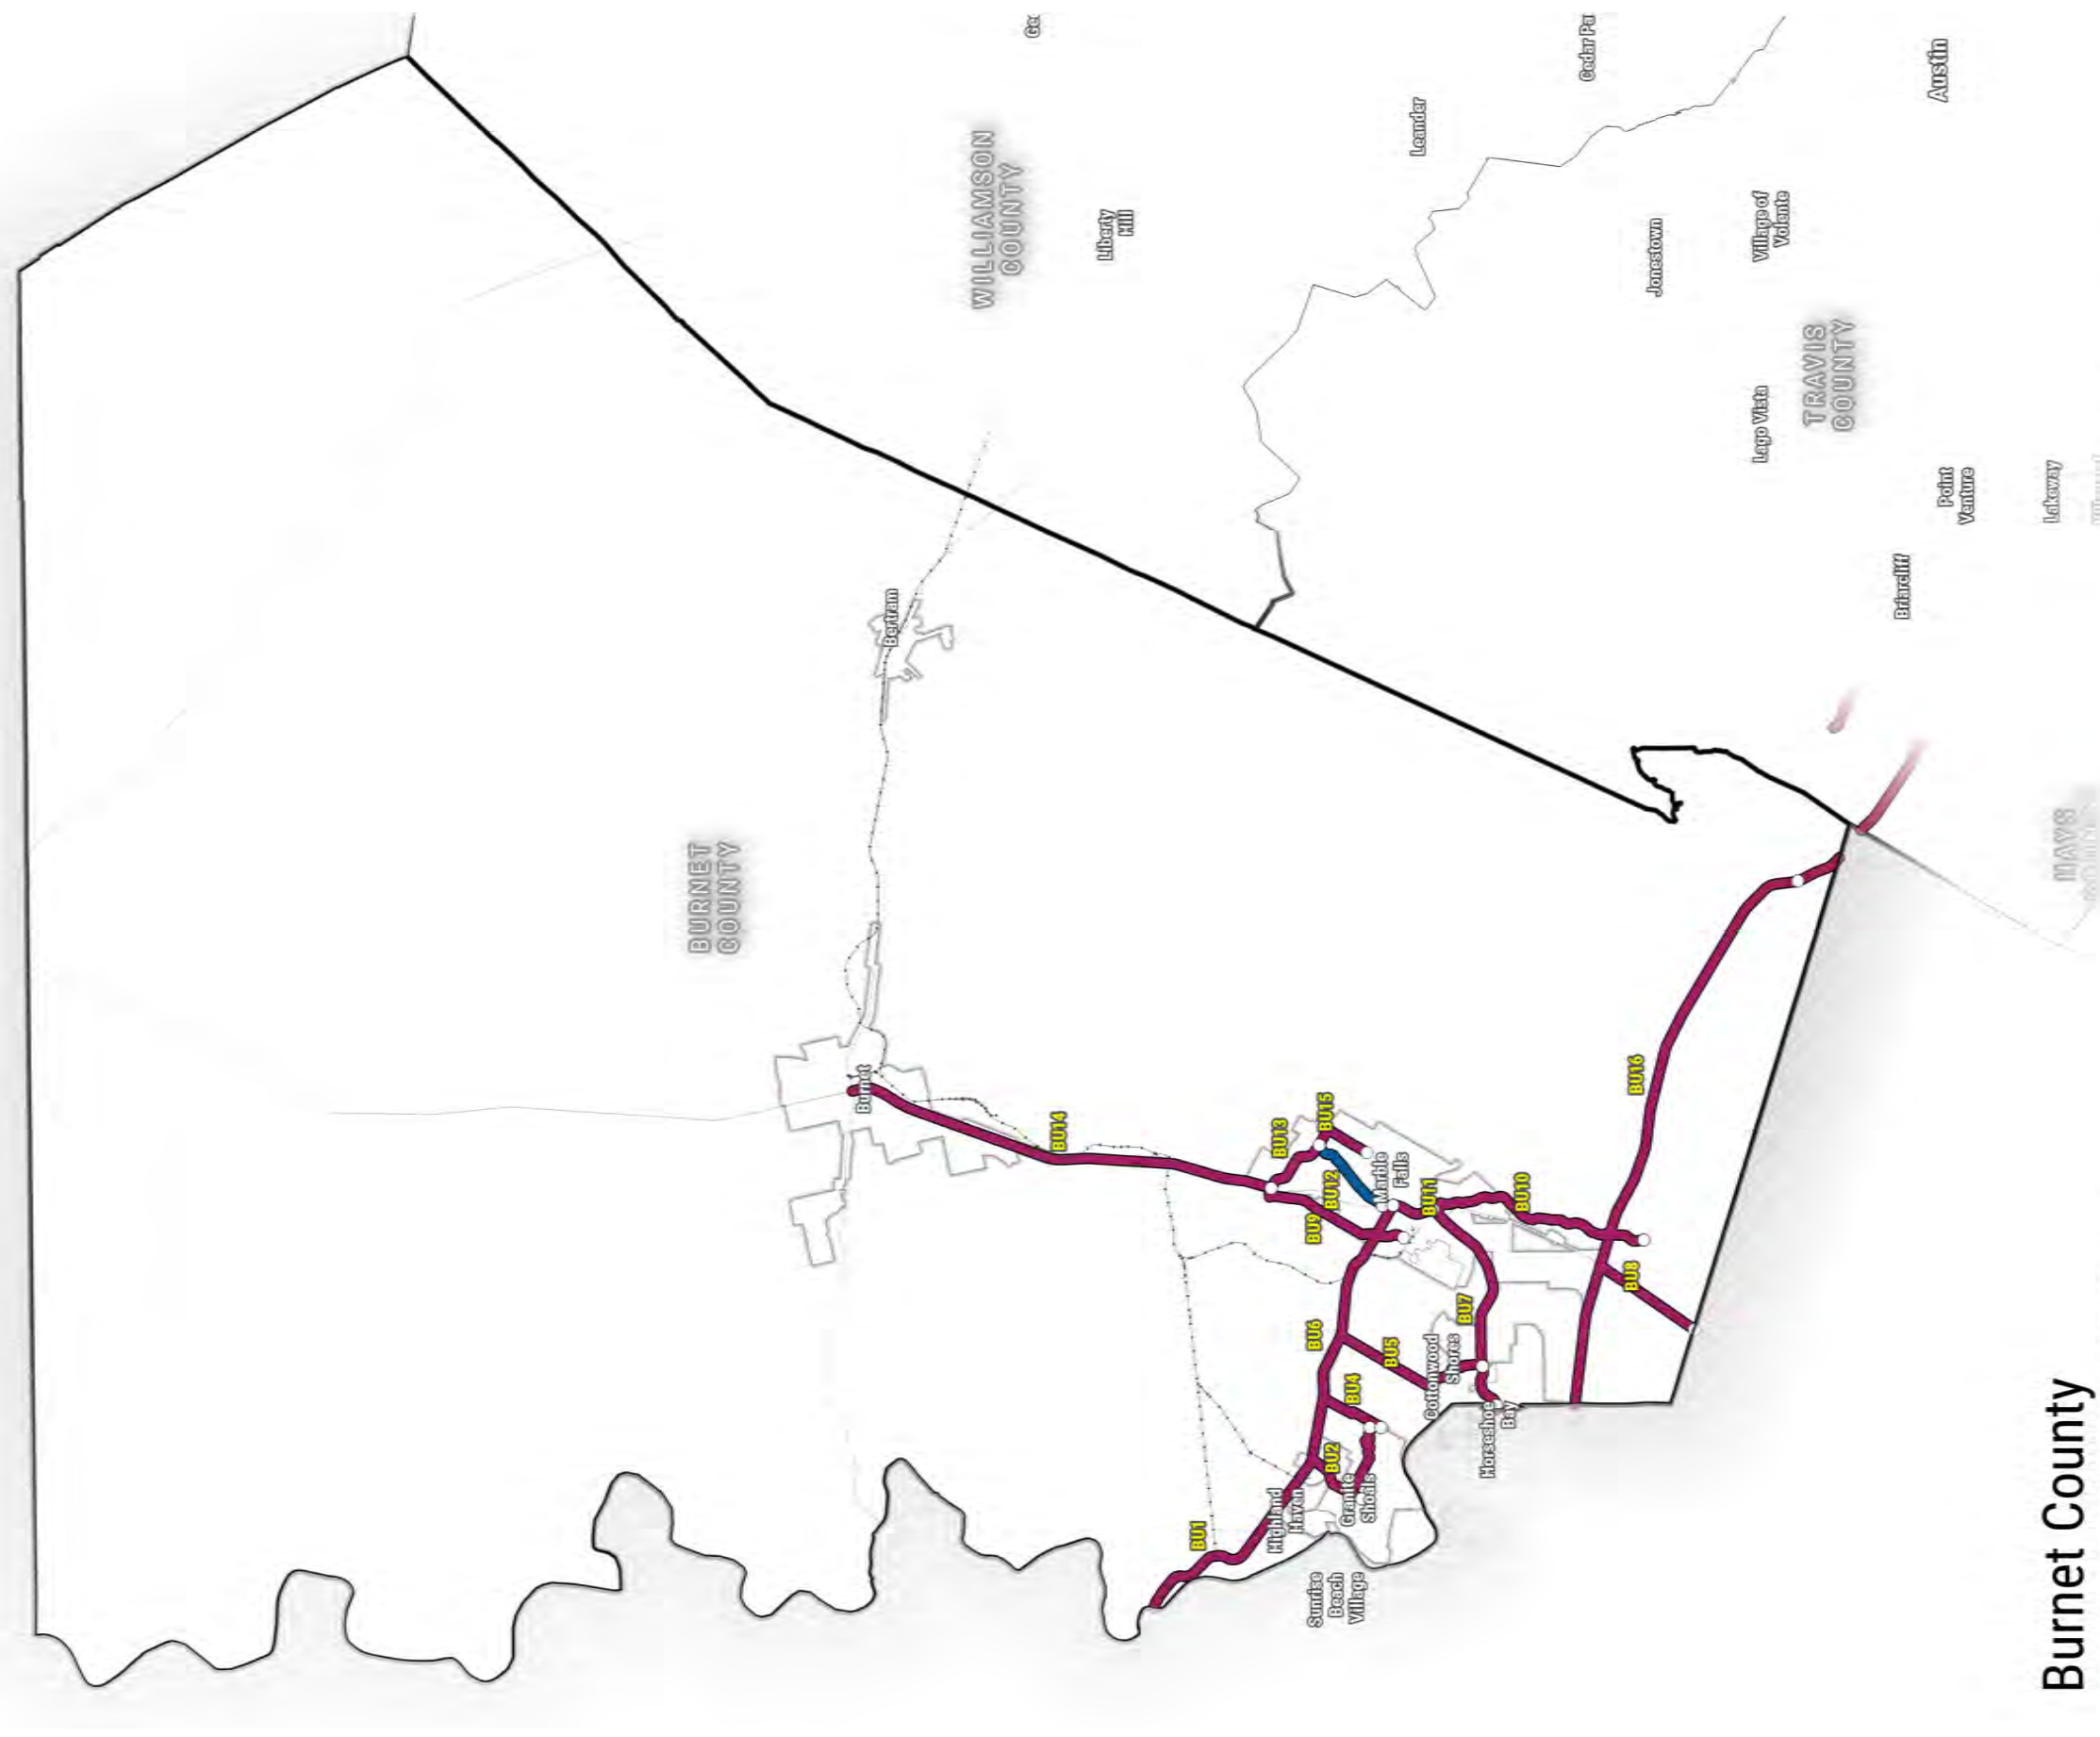 Burnet County
BURNET
COUNTY
WILLIAMSON
COUNTY
TRAVIS
COUNTY
HAYS
Liberty
Hill
Leander
Cedar Pa
Austin
Jonestown
Village of
Volente
Lago Vista
Point
Venture
Lakeway
Briarcliff
Bertram
Burnet
Marble
Falls
Cottonwood
Shores
Horseshoe
Bay
Granite
Shoals
Highland
Haven
Sunrise
Beach
Village
BU1
BU2
BU4
BU5
BU6
BU7
BU8
BU9
BU10
BU11
BU12
BU13
BU14
BU15
BU16